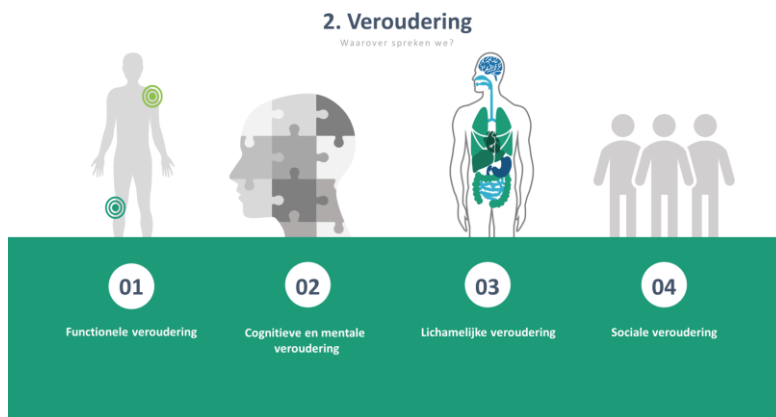 2. Veroudering
Waarover spreken we?
01
02
03
04
Functionele veroudering
Cognitieve en mentale
veroudering
Lichamelijke veroudering
Sociale veroudering